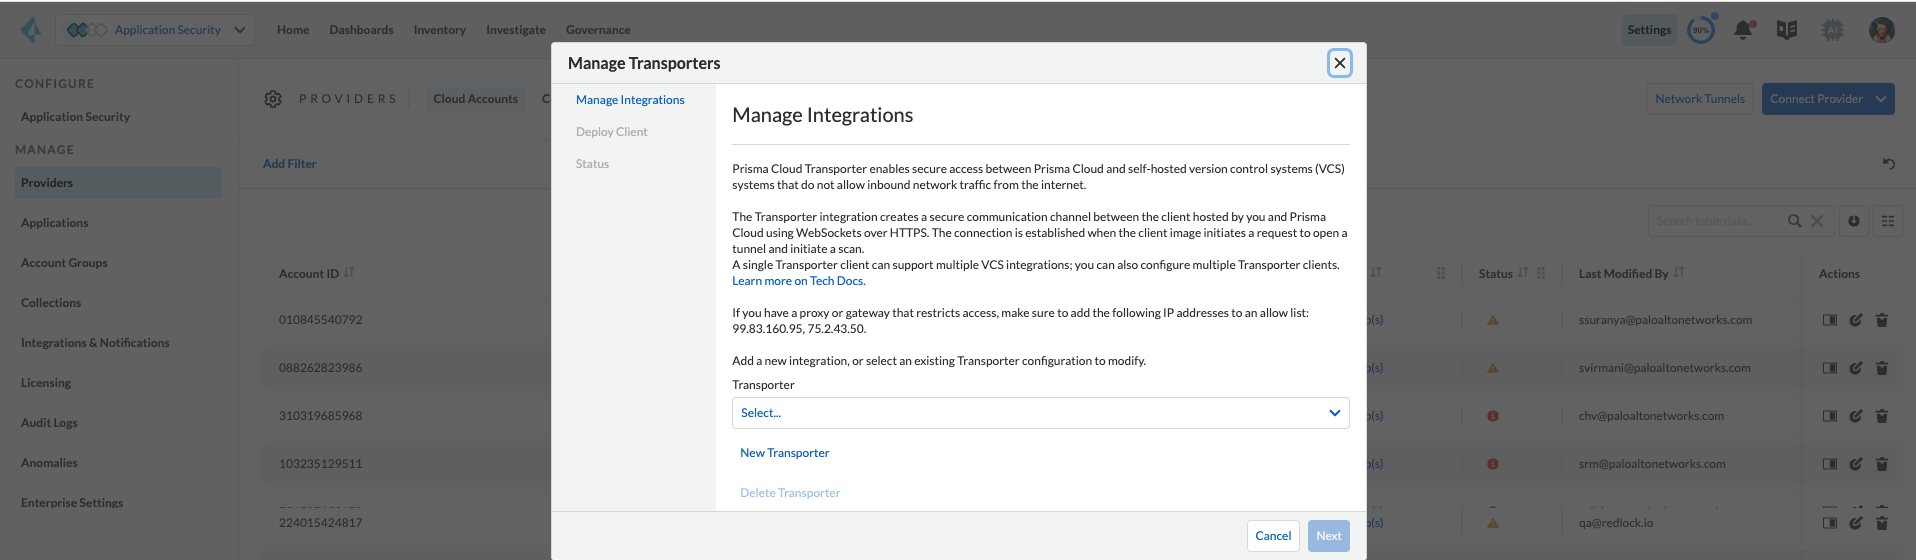 Application Security
Home
Dashboards
Inventory
Investigate
Governance
Settings
90%
AI
CONFIGURE
Application Security
MANAGE
Providers
Applications
Account Groups
Collections
Integrations & Notifications
Licensing
Audit Logs
Anomalies
Enterprise Settings
PROVIDERS
Cloud Accounts
Network Tunnels
Connect Provider
Add Filter
Search table data...
Account ID
Status
Last Modified By
Actions
010845540792
ssuranya@paloaltonetworks.com
088262823986
svirmani@paloaltonetworks.com
310319685968
chv@paloaltonetworks.com
103235129511
srm@paloaltonetworks.com
224015424817
qa@redlock.io
Manage Transporters
Manage Integrations
Deploy Client
Status
Manage Integrations
Prisma Cloud Transporter enables secure access between Prisma Cloud and self-hosted version control systems (VCS)
systems that do not allow inbound network traffic from the internet.
The Transporter integration creates a secure communication channel between the client hosted by you and Prisma
Cloud using WebSockets over HTTPS. The connection is established when the client image initiates a request to open a
tunnel and initiate a scan.
A single Transporter client can support multiple VCS integrations; you can also configure multiple Transporter clients.
Learn more on Tech Docs.
If you have a proxy or gateway that restricts access, make sure to add the following IP addresses to an allow list:
99.83.160.95, 75.2.43.50.
Add a new integration, or select an existing Transporter configuration to modify.
Transporter
Select...
New Transporter
Delete Transporter
Cancel
Next